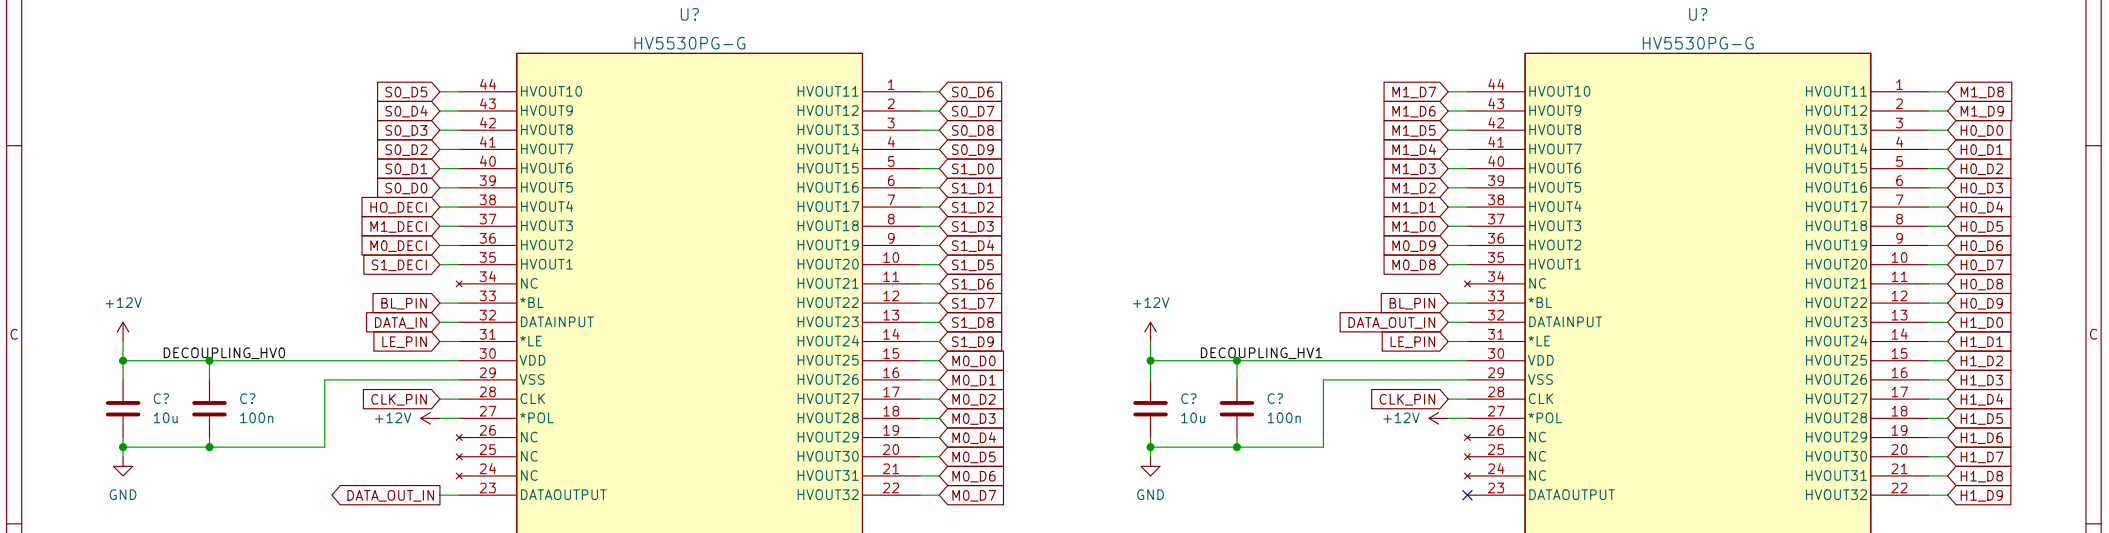 U?
HV5530PG-G
S0_D5 44 HVOUT10 HVOUT11 1 S0_D6
S0_D4 43 HVOUT9 HVOUT12 2 S0_D7
S0_D3 42 HVOUT8 HVOUT13 3 S0_D8
S0_D2 41 HVOUT7 HVOUT14 4 S0_D9
S0_D1 40 HVOUT6 HVOUT15 5 S1_D0
S0_D0 39 HVOUT5 HVOUT16 6 S1_D1
HO_DECI 38 HVOUT4 HVOUT17 7 S1_D2
M1_DECI 37 HVOUT3 HVOUT18 8 S1_D3
M0_DECI 36 HVOUT2 HVOUT19 9 S1_D4
S1_DECI 35 HVOUT1 HVOUT20 10 S1_D5
34 NC HVOUT21 11 S1_D6
+12V
BL_PIN 33 *BL HVOUT22 12 S1_D7
DATA_IN 32 DATAINPUT HVOUT23 13 S1_D8
C
LE_PIN 31 *LE HVOUT24 14 S1_D9
DECOUPLING_HV0
30 VDD HVOUT25 15 M0_D0
29 VSS HVOUT26 16 M0_D1
C? C? CLK_PIN 28 CLK HVOUT27 17 M0_D2
10u 100n +12V 27 *POL HVOUT28 18 M0_D3
26 NC HVOUT29 19 M0_D4
25 NC HVOUT30 20 M0_D5
24 NC HVOUT31 21 M0_D6
GND DATA_OUT_IN 23 DATAOUTPUT HVOUT32 22 M0_D7
U?
HV5530PG-G
M1_D7 44 HVOUT10 HVOUT11 1 M1_D8
M1_D6 43 HVOUT9 HVOUT12 2 M1_D9
M1_D5 42 HVOUT8 HVOUT13 3 H0_D0
M1_D4 41 HVOUT7 HVOUT14 4 H0_D1
M1_D3 40 HVOUT6 HVOUT15 5 H0_D2
M1_D2 39 HVOUT5 HVOUT16 6 H0_D3
M1_D1 38 HVOUT4 HVOUT17 7 H0_D4
M1_D0 37 HVOUT3 HVOUT18 8 H0_D5
M0_D9 36 HVOUT2 HVOUT19 9 H0_D6
M0_D8 35 HVOUT1 HVOUT20 10 H0_D7
34 NC HVOUT21 11 H0_D8
+12V
BL_PIN 33 *BL HVOUT22 12 H0_D9
DATA_OUT_IN 32 DATAINPUT HVOUT23 13 H1_D0
C
LE_PIN 31 *LE HVOUT24 14 H1_D1
DECOUPLING_HV1
30 VDD HVOUT25 15 H1_D2
29 VSS HVOUT26 16 H1_D3
C? C? CLK_PIN 28 CLK HVOUT27 17 H1_D4
10u 100n +12V 27 *POL HVOUT28 18 H1_D5
26 NC HVOUT29 19 H1_D6
25 NC HVOUT30 20 H1_D7
24 NC HVOUT31 21 H1_D8
GND 23 DATAOUTPUT HVOUT32 22 H1_D9